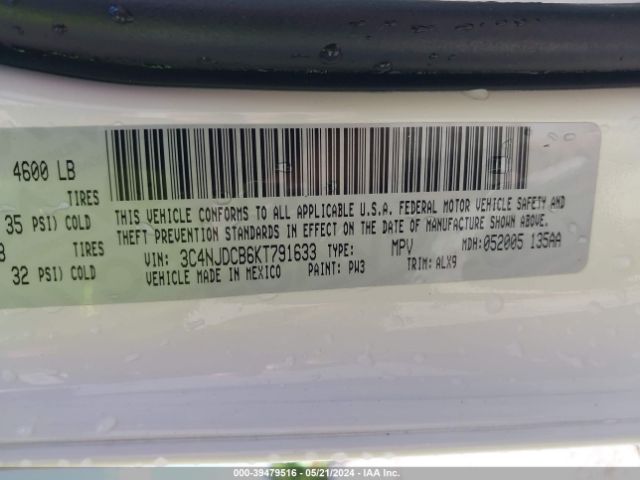 4600 LB
TIRES
35 PSI) COLD
TIRES
32 PSI) COLD
THIS VEHICLE CONFORMS TO ALL APPLICABLE U.S.A. FEDERAL MOTOR VEHICLE SAFETY AND
THEFT PREVENTION STANDARDS IN EFFECT ON THE DATE OF MANUFACTURE SHOWN ABOVE.
VIN: 3C4NJDCB6KT791633 TYPE: MPV MDH:052005 135AA
VEHICLE MADE IN MEXICO PAINT: PW3 TRIM: ALX9
000-39479516 - 05/21/2024 - IAA Inc.